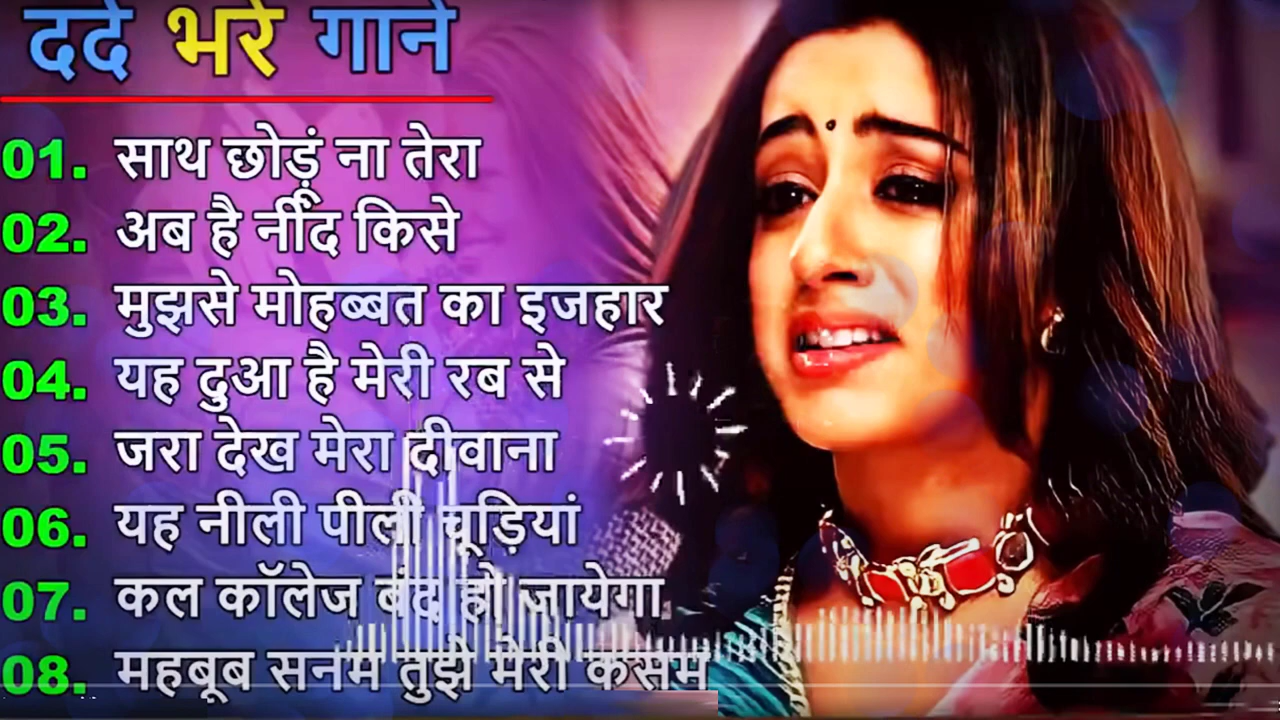 दर्द भरे गाने
01. साथ छोड़ूं ना तेरा
02. अब है नींद किसे
03. मुझसे मोहब्बत का इजहार
04. यह दुआ है मेरी रब से
05. जरा देख मेरा दीवाना
06. यह नीली पीली चूड़ियां
07. कल कॉलेज बंद हो जायेगा
08. महबूब सनम तुझे मेरी कसम